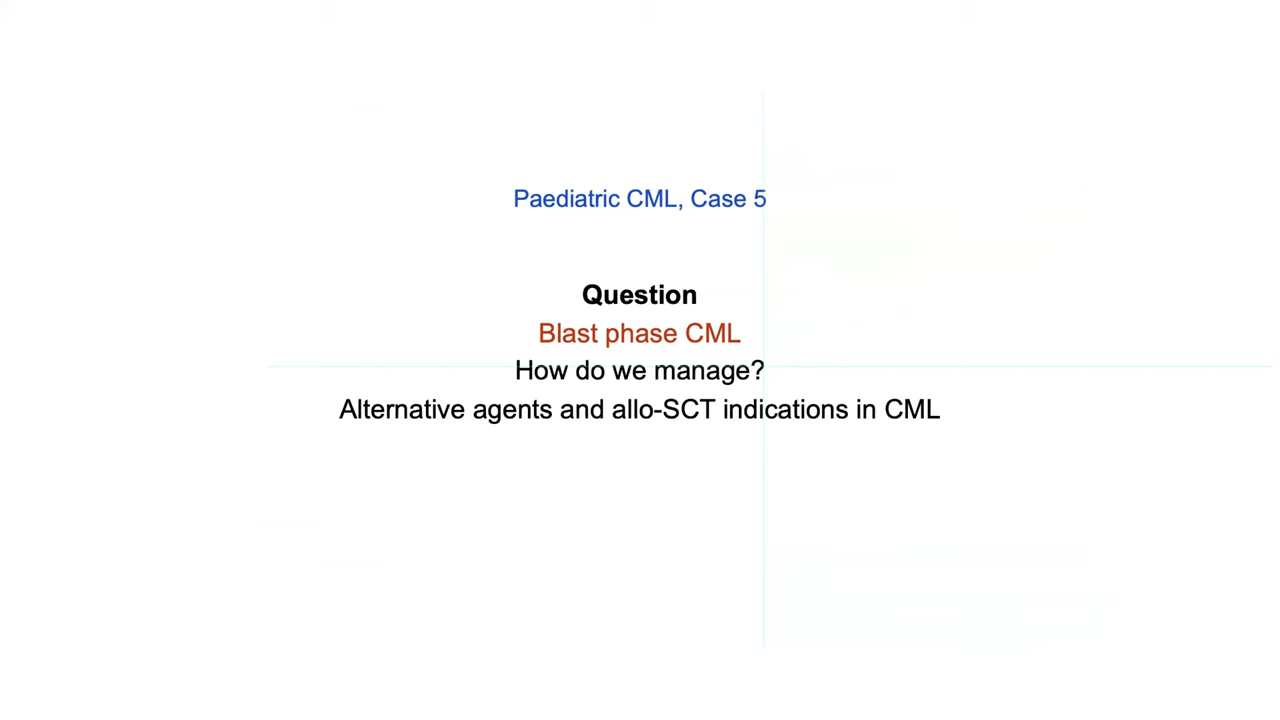 Paediatric CML, Case 5
Question
Blast phase CML
How do we manage?
Alternative agents and allo-SCT indications in CML